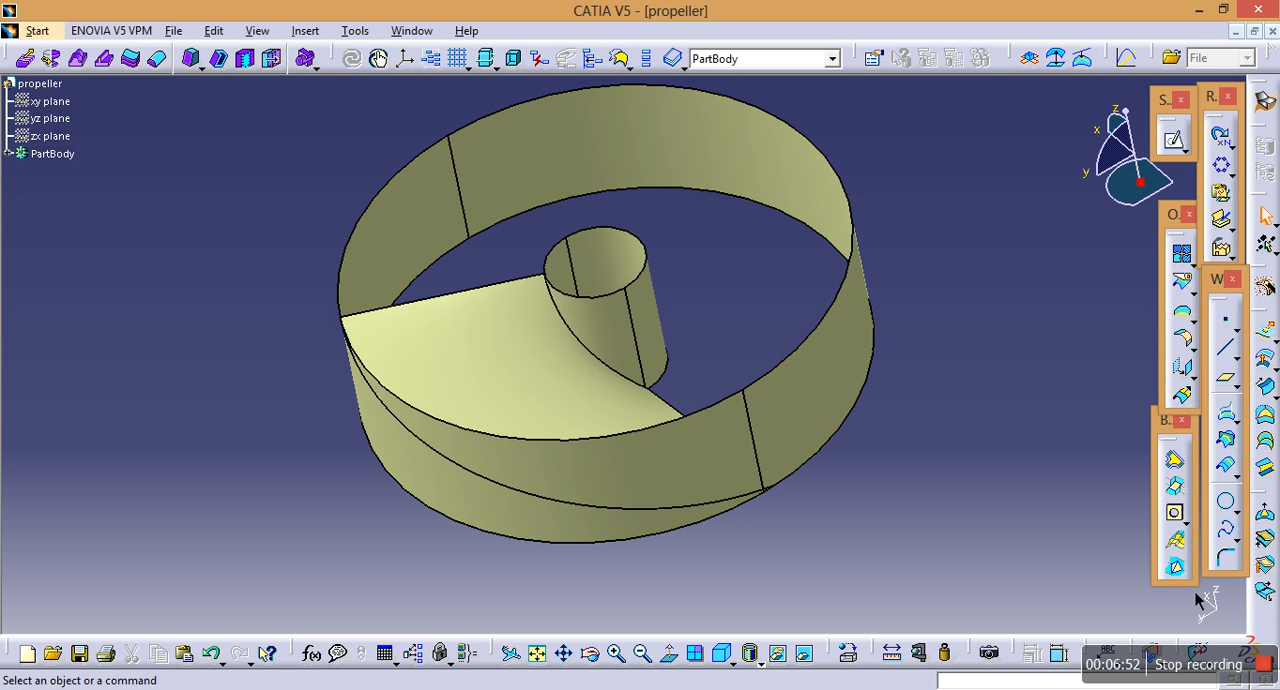 CATIA V5 - [propeller]
Start ENOVIA V5 VPM File Edit View Insert Tools Window Help
PartBody
File
propeller
xy plane
yz plane
zx plane
PartBody
z
x
y
S...
R...
O...
W...
B...
x z
y
f(x)
ABC
00:06:52 Stop recording
Select an object or a command